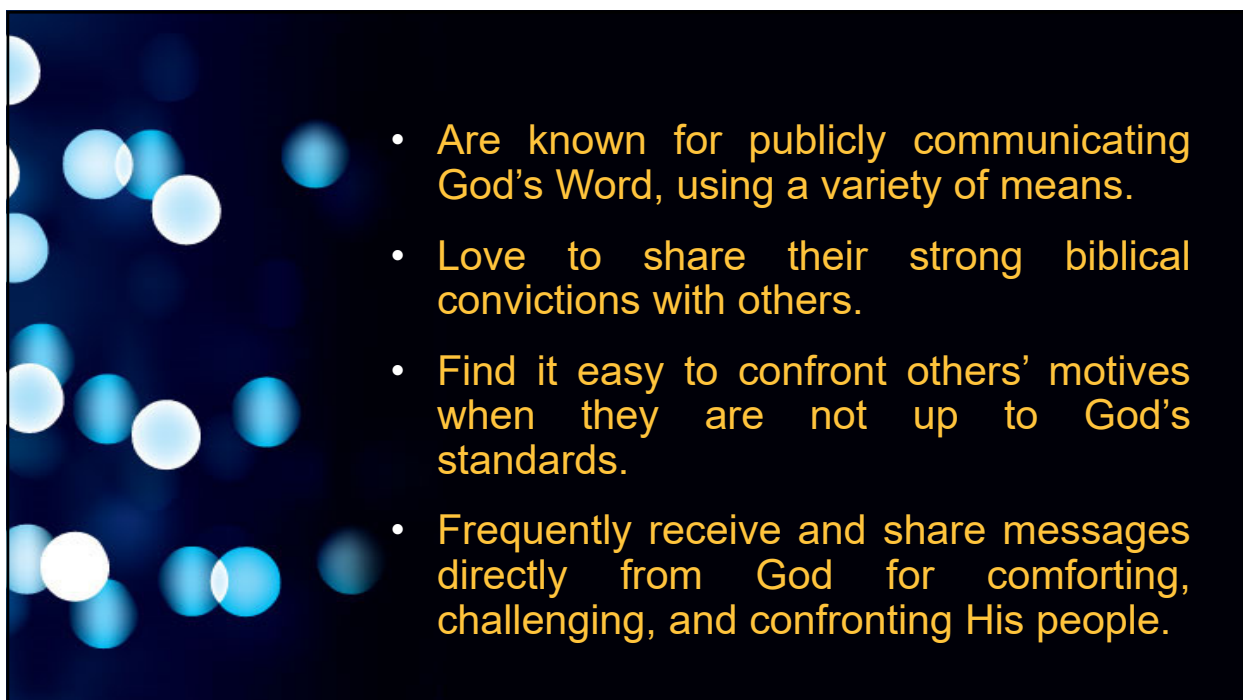 • Are known for publicly communicating
God’s Word, using a variety of means.
• Love to share their strong biblical
convictions with others.
• Find it easy to confront others’ motives
when they are not up to God’s
standards.
• Frequently receive and share messages
directly from God for comforting,
challenging, and confronting His people.